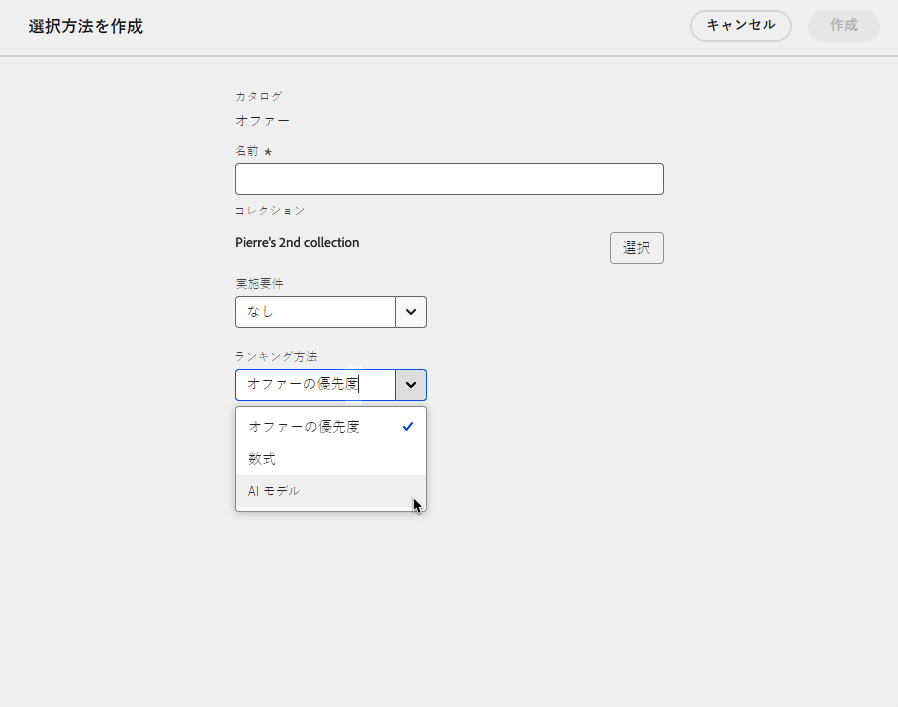 選択方法を作成
キャンセル
作成
カタログ
オファー
名前 *
コレクション
Pierre's 2nd collection
選択
実施要件
なし
ランキング方法
オファーの優先度
オファーの優先度
数式
AI モデル